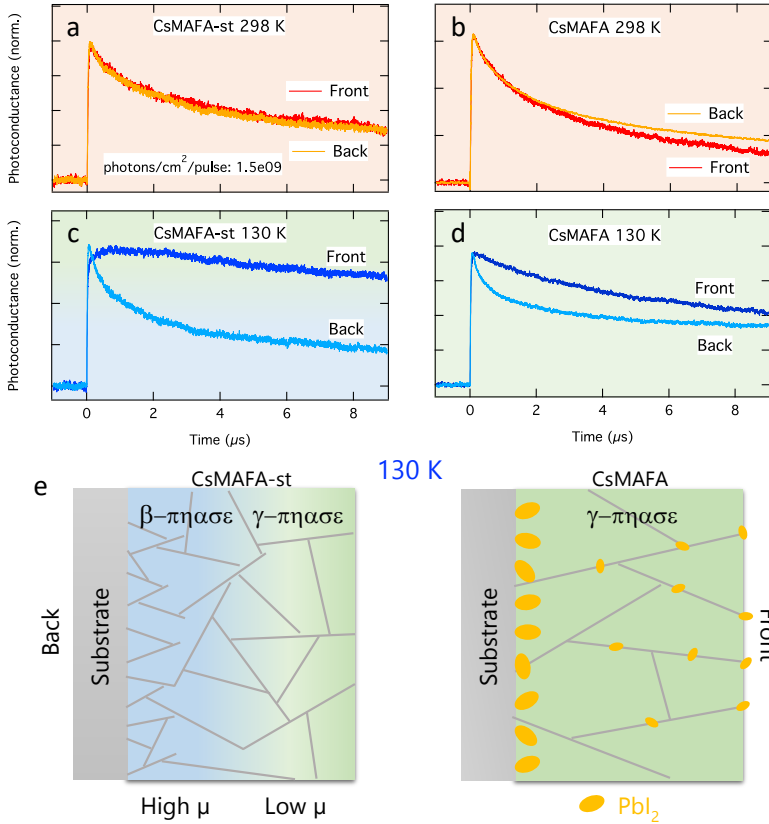 a
CsMAFA-st 298 K
Photoconductance (norm.)
Front
Back
photons/cm²/pulse: 1.5e09
b
CsMAFA 298 K
Back
Front
c
CsMAFA-st 130 K
Photoconductance (norm.)
Front
Back
0 2 4 6 8
Time (μs)
d
CsMAFA 130 K
Front
Back
0 2 4 6 8
Time (μs)
130 K
e
CsMAFA-st
β–πηασε γ–πηασε
Back
Substrate
High μ Low μ
CsMAFA
γ–πηασε
Substrate
Front
PbI₂